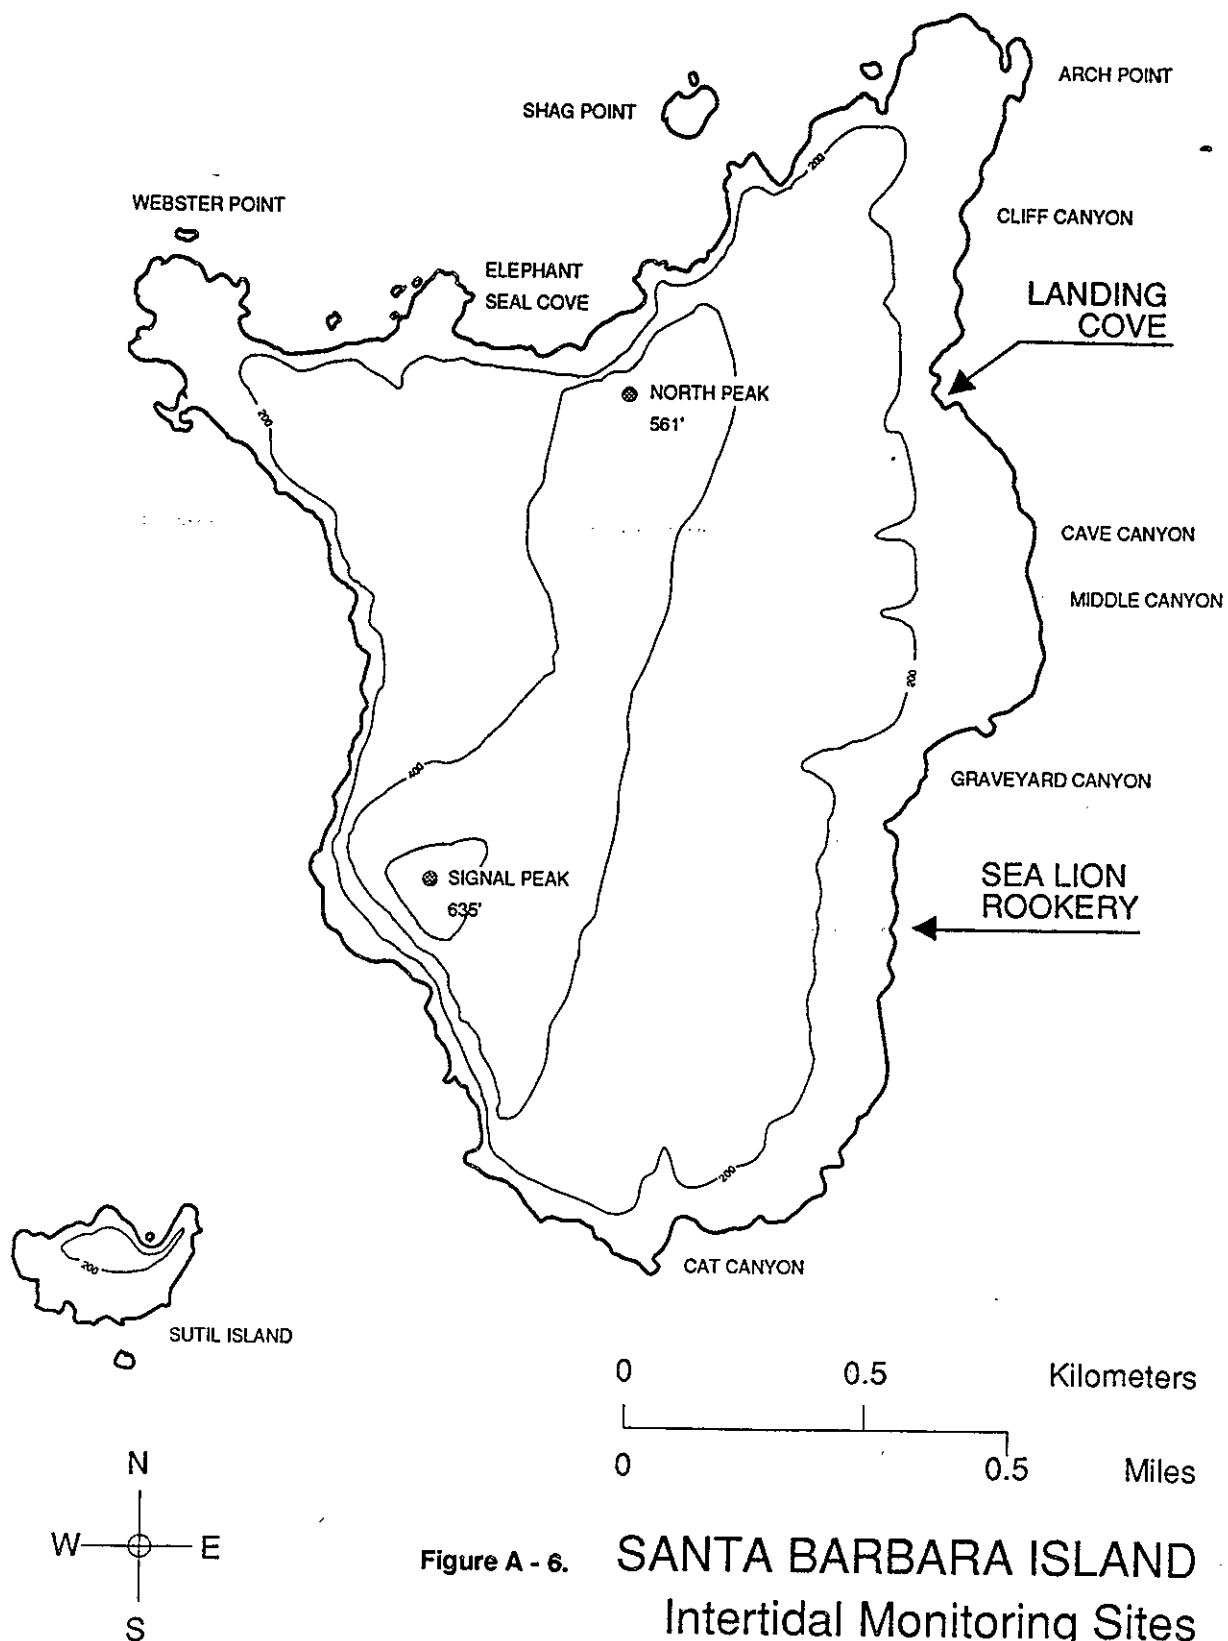 ARCH POINT
SHAG POINT
200
WEBSTER POINT
CLIFF CANYON
ELEPHANT
SEAL COVE
LANDING
COVE
NORTH PEAK
561'
200
CAVE CANYON
MIDDLE CANYON
200
400
GRAVEYARD CANYON
SIGNAL PEAK
635'
SEA LION
ROOKERY
200
CAT CANYON
200
SUTIL ISLAND
0 0.5 Kilometers
0 0.5 Miles
N
W E
S
Figure A - 6. SANTA BARBARA ISLAND
Intertidal Monitoring Sites